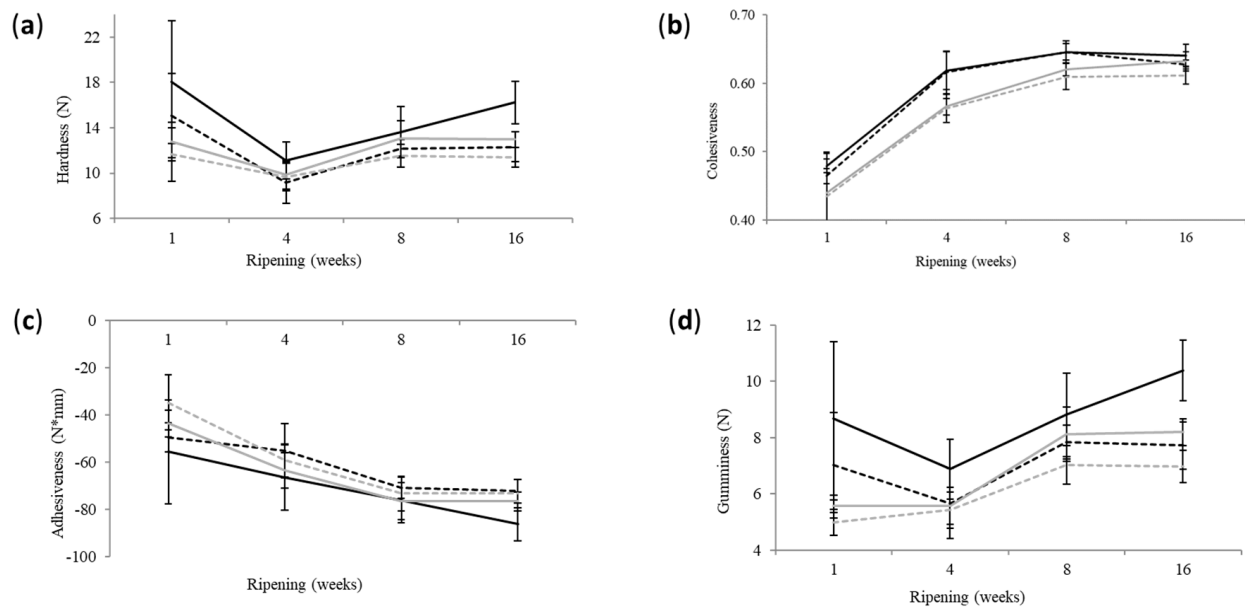 (a)
Hardness (N)
22
18
14
10
6
1 4 8 16
Ripening (weeks)
(b)
Cohesiveness
0.70
0.60
0.50
0.40
1 4 8 16
Ripening (weeks)
(c)
Adhesiveness (N*mm)
0
1 4 8 16
-20
-40
-60
-80
-100
Ripening (weeks)
(d)
Gumminess (N)
12
10
8
6
4
1 4 8 16
Ripening (weeks)